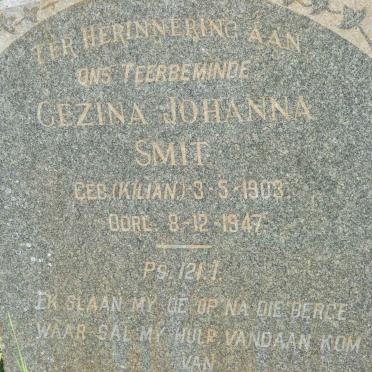 TER HERINNERING AAN
ONS TEERBEMINDE
GEZINA JOHANNA
SMIT.
GEB. (KILIAN) 3-5-1903.
OORL. 8-12-1947.
PS. 121.1.
EK SLAAN MY OE OP NA DIE BERGE
WAAR SAL MY HULP VANDAAN KOM
VAN